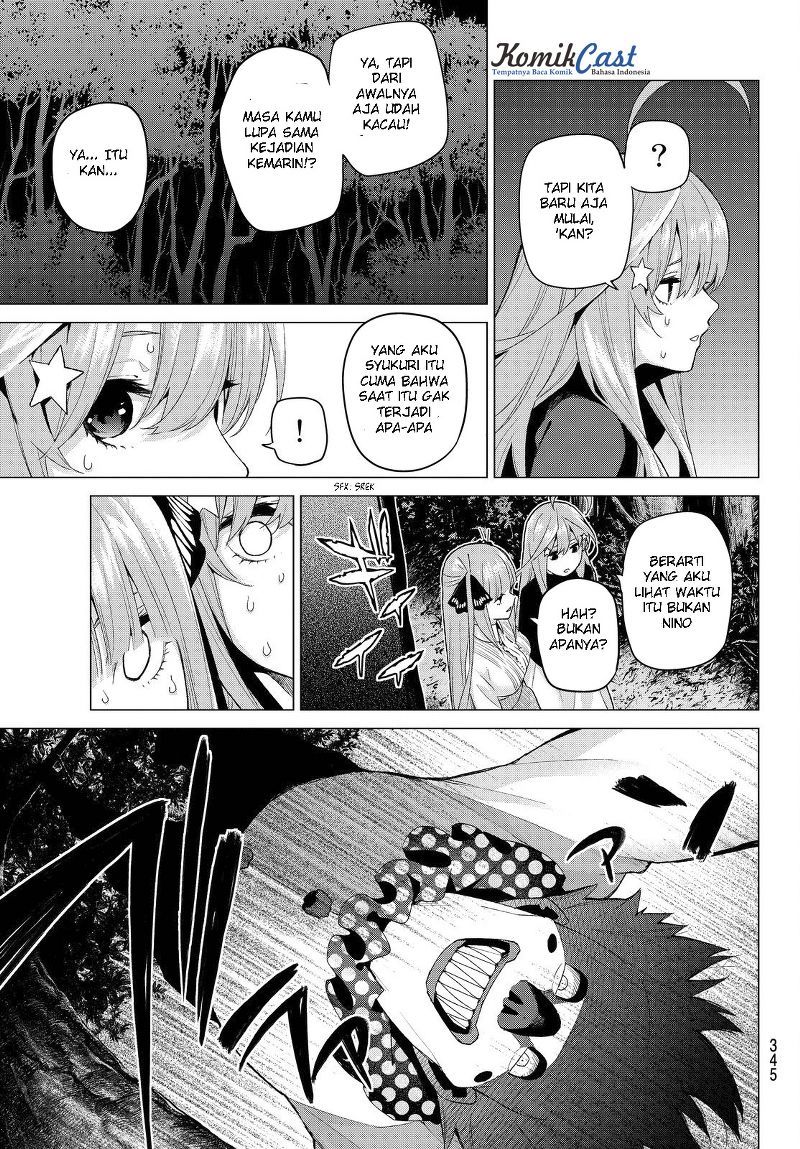 KomikCast
Tempatnya Baca Komik Bahasa Indonesia
?
TAPI KITA
BARU AJA
MULAI,
'KAN?
YA, TAPI
DARI
AWALNYA
AJA UDAH
KACAU!
MASA KAMU
LUPA SAMA
KEJADIAN
KEMARIN!?
YA... ITU
KAN...
YANG AKU
SYUKURI ITU
CUMA BAHWA
SAAT ITU GAK
TERJADI
APA-APA
!
BERARTI
YANG AKU
LIHAT WAKTU
ITU BUKAN
NINO
HAH?
BUKAN
APANYA?
SFX: SREK
345